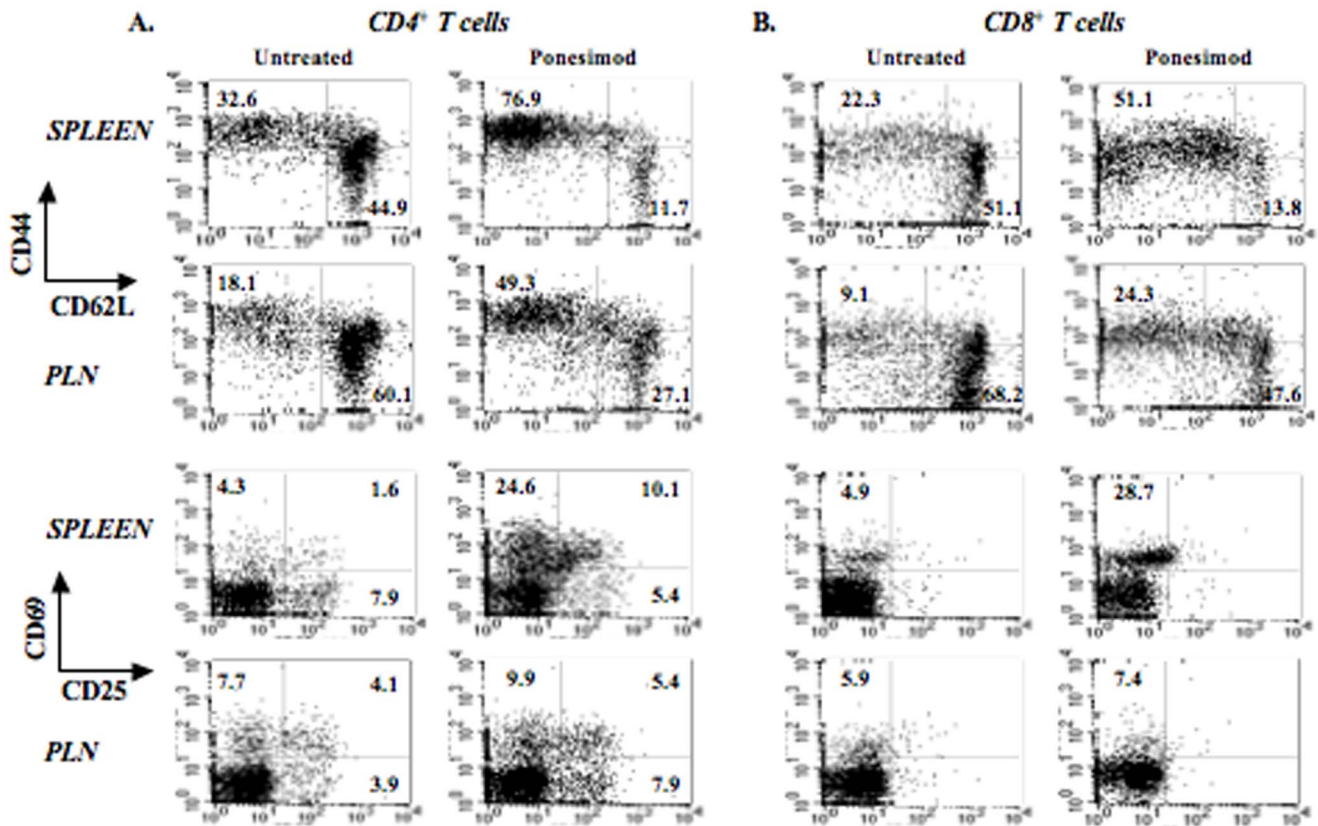 A. CD4⁺ T cells B. CD8⁺ T cells
Untreated Ponesimod Untreated Ponesimod
SPLEEN
CD44
CD62L
32.6 44.9
76.9 11.7
22.3 51.1
51.1 13.8
PLN
18.1 60.1
49.3 27.1
9.1 68.2
24.3 47.6
SPLEEN
CD69
CD25
4.3 1.6 7.9
24.6 10.1 5.4
4.9
28.7
PLN
7.7 4.1 3.9
9.9 5.4 7.9
5.9
7.4